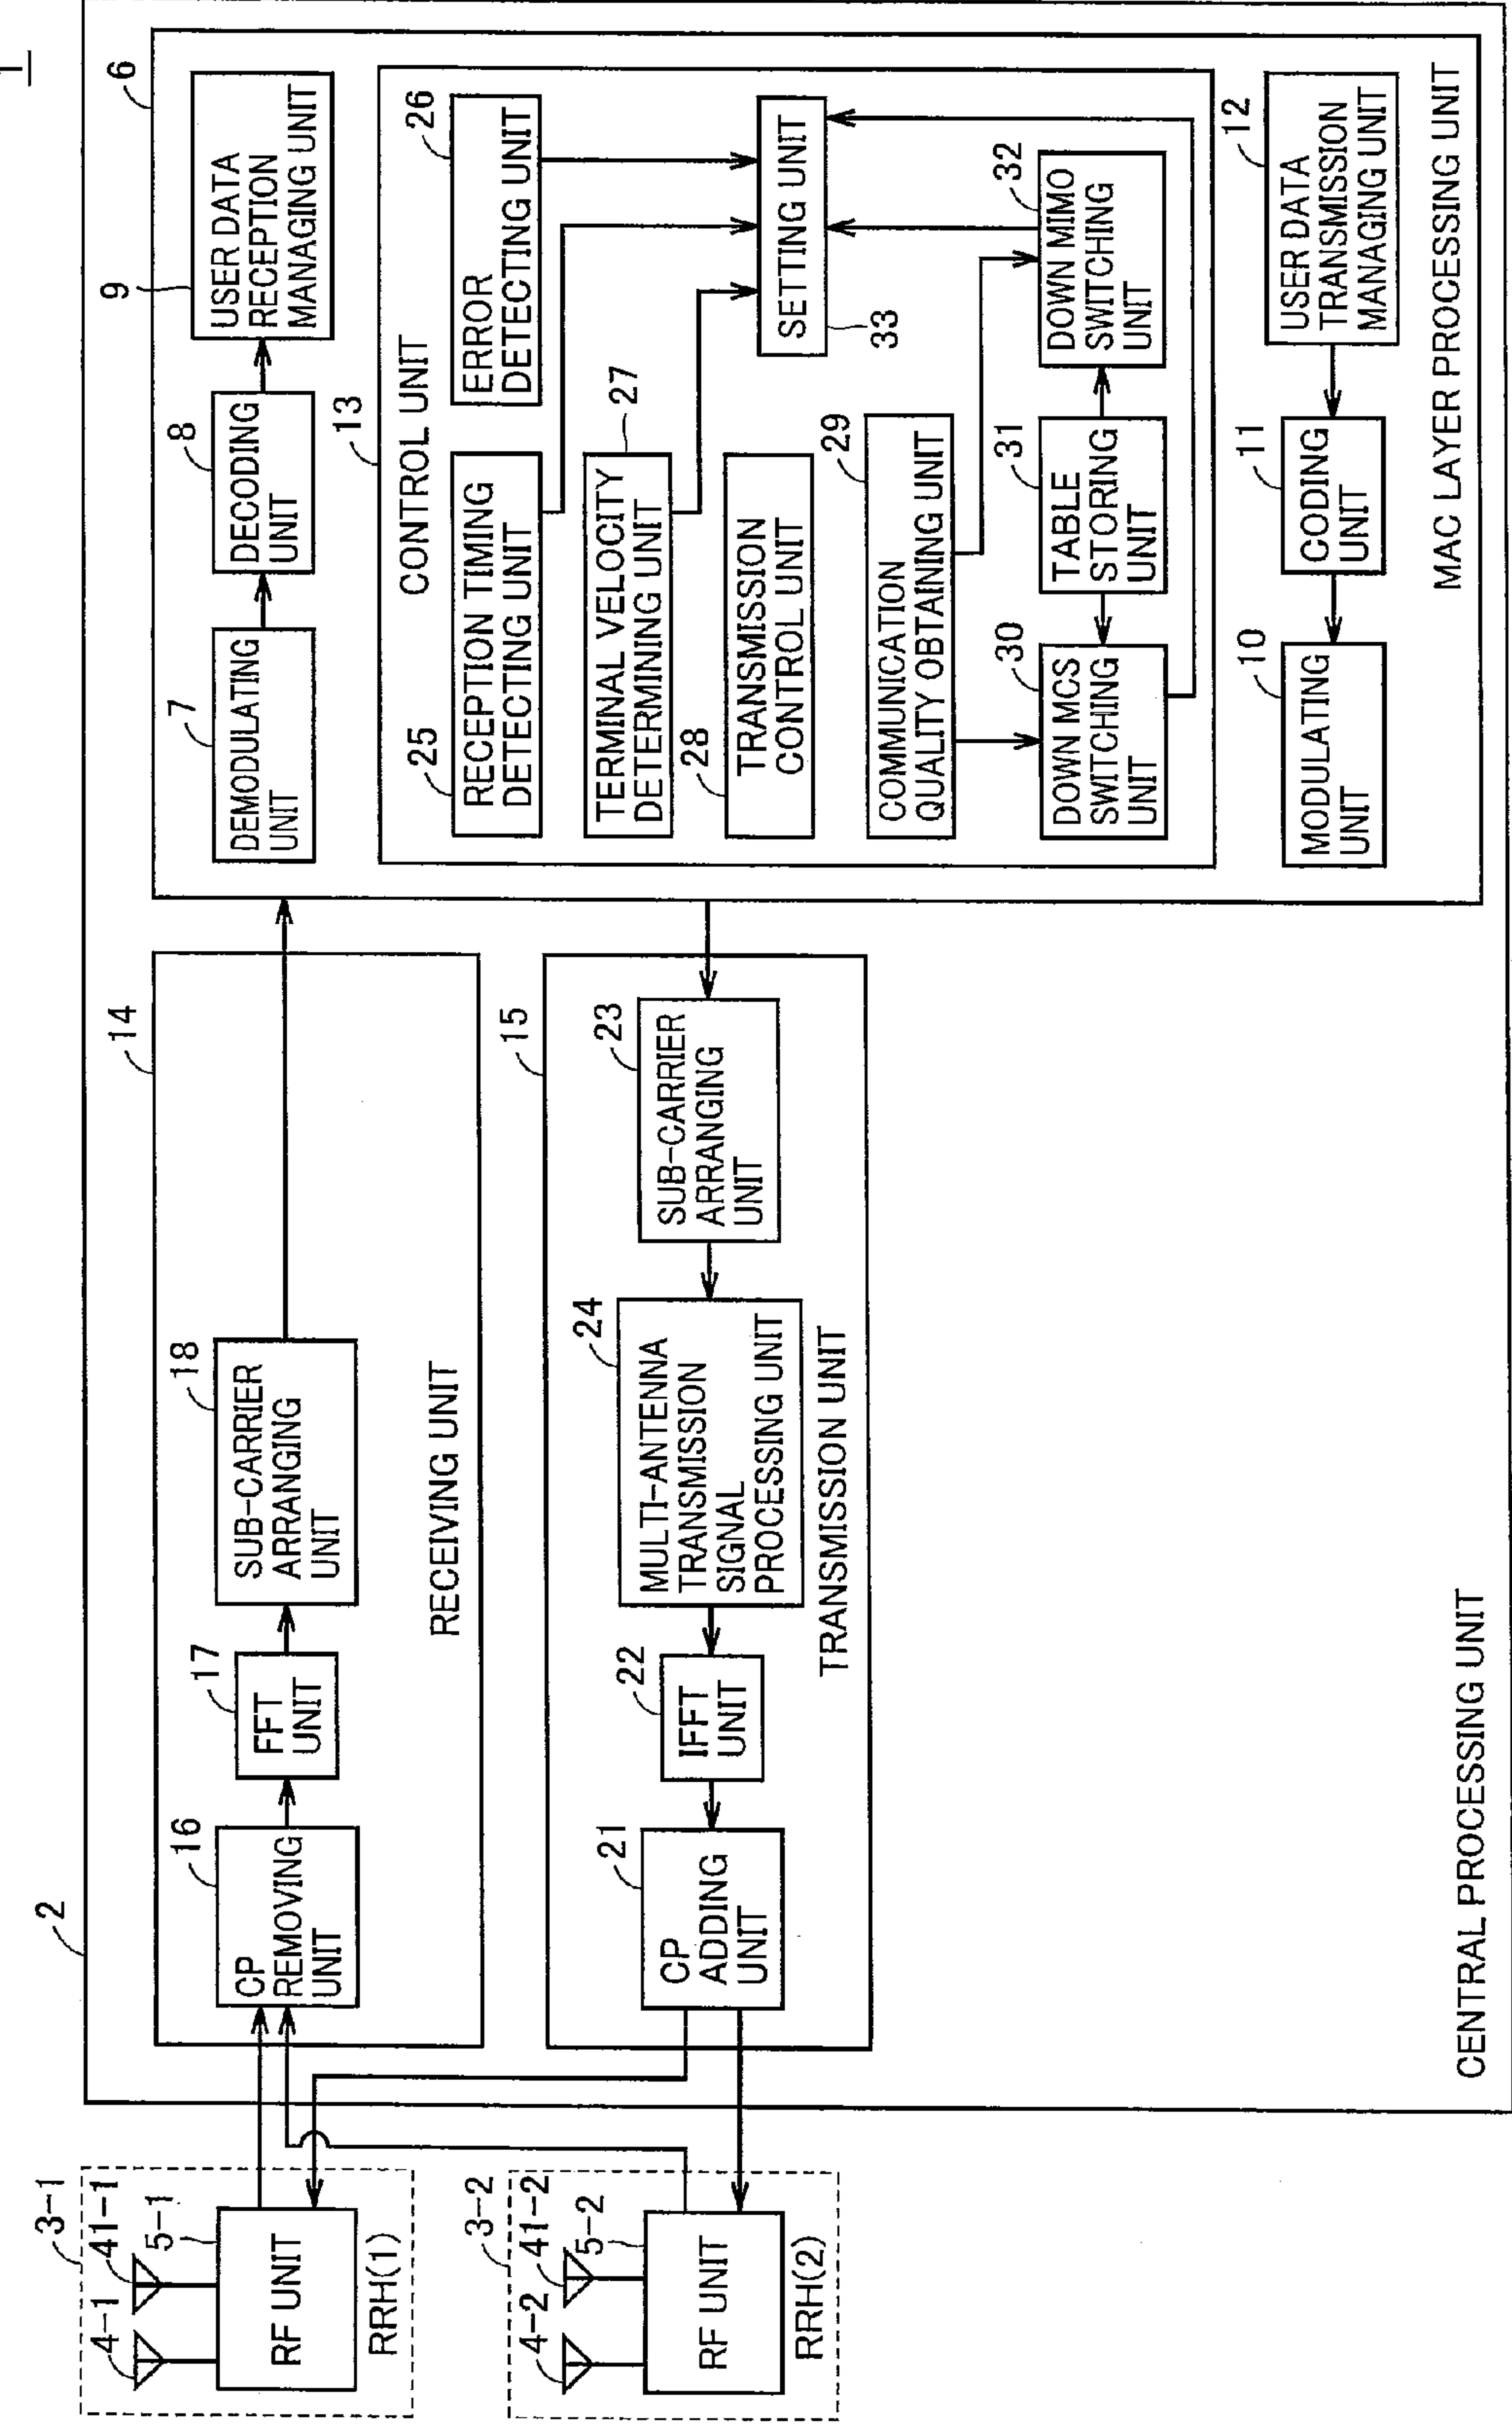 1
2
CENTRAL PROCESSING UNIT
3-1
4-1
41-1
5-1
RF UNIT
RRH(1)
3-2
4-2
41-2
5-2
RF UNIT
RRH(2)
14
16
CP
REMOVING
UNIT
17
FFT
UNIT
18
SUB-CARRIER
ARRANGING
UNIT
RECEIVING UNIT
15
21
CP
ADDING
UNIT
22
IFFT
UNIT
24
MULTI-ANTENNA
TRANSMISSION
SIGNAL
PROCESSING UNIT
23
SUB-CARRIER
ARRANGING
UNIT
TRANSMISSION UNIT
6
7
DEMODULATING
UNIT
8
DECODING
UNIT
9
USER DATA
RECEPTION
MANAGING UNIT
13
CONTROL UNIT
25
RECEPTION TIMING
DETECTING UNIT
26
ERROR
DETECTING UNIT
TERMINAL VELOCITY
DETERMINING UNIT
27
28
TRANSMISSION
CONTROL UNIT
SETTING UNIT
33
COMMUNICATION
QUALITY OBTAINING UNIT
29
30
DOWN MCS
SWITCHING
UNIT
31
TABLE
STORING
UNIT
32
DOWN MIMO
SWITCHING
UNIT
10
MODULATING
UNIT
11
CODING
UNIT
12
USER DATA
TRANSMISSION
MANAGING UNIT
MAC LAYER PROCESSING UNIT